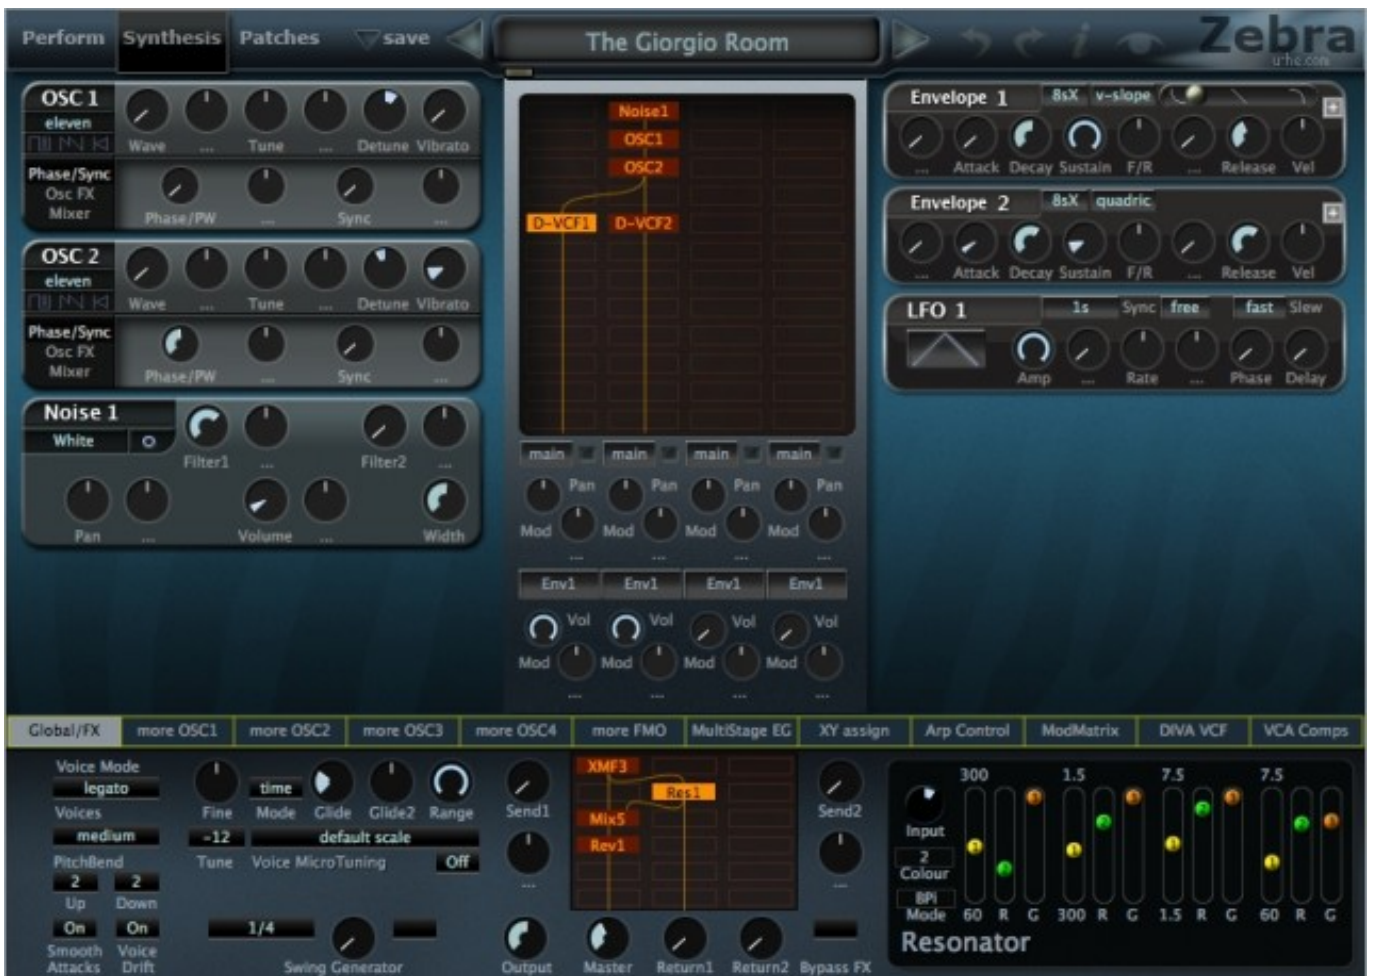 Perform Synthesis Patches save The Giorgio Room Zebra
u-he.com
OSC 1
eleven
Wave ... Tune ... Detune Vibrato
Phase/Sync
Osc FX
Mixer
Phase/PW ... Sync ...
OSC 2
eleven
Wave ... Tune ... Detune Vibrato
Phase/Sync
Osc FX
Mixer
Phase/PW ... Sync ...
Noise 1
White
Filter1 ... Filter2 ...
Pan ... Volume ... Width
Noise1
OSC1
OSC2
D-VCF1 D-VCF2
main main main main
Pan Pan Pan Pan
Mod Mod Mod Mod
... ... ... ...
Env1 Env1 Env1 Env1
Vol Vol Vol Vol
Mod Mod Mod Mod
... ... ... ...
Envelope 1 8sX v-slope
... Attack Decay Sustain F/R ... Release Vel
Envelope 2 8sX quadric
... Attack Decay Sustain F/R ... Release Vel
LFO 1 1s Sync free fast Slew
Amp ... Rate ... Phase Delay
Global/FX more OSC1 more OSC2 more OSC3 more OSC4 more FMO MultiStage EG XY assign Arp Control ModMatrix DIVA VCF VCA Comps
Voice Mode
legato
Voices
medium
PitchBend
2 2
Up Down
On On
Smooth Voice
Attacks Drift
time
Fine Mode Glide Glide2 Range
-12 default scale
Tune Voice MicroTuning Off
1/4
Swing Generator
Send1
...
Output
XMF3
Res1
Mix5
Rev1
Master Return1 Return2 Bypass FX
Send2
...
300 1.5 7.5 7.5
Input
2
Colour
BPi
Mode 60 R G 300 R G 1.5 R G 60 R G
Resonator